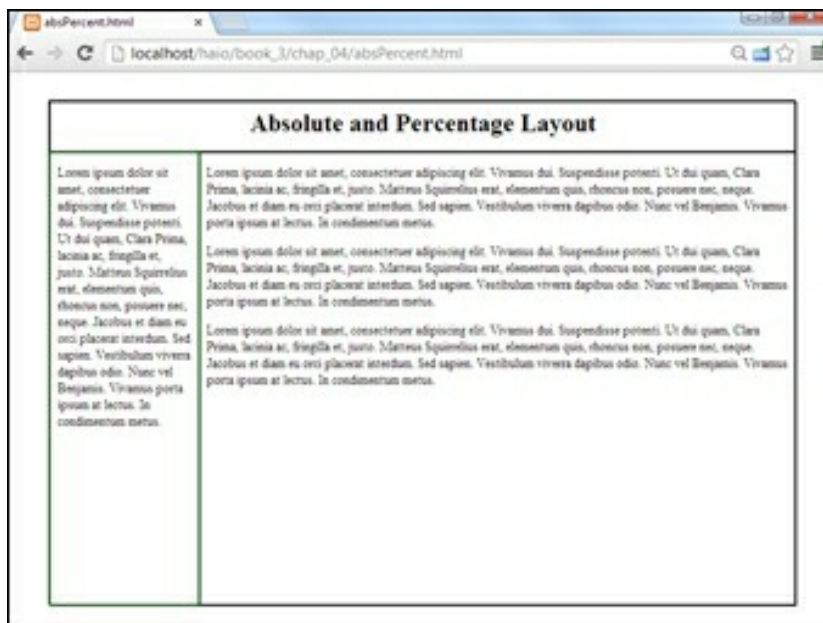 absPercent.html
localhost/haio/book_3/chap_04/absPercent.html
Absolute and Percentage Layout
Lorem ipsum dolor sit
amet, consectetuer
adipiscing elit. Vivamus
dui. Suspendisse potenti.
Ut dui quam, Clara Prima,
lacinia ac, fringilla et,
justo. Matteus Squirrelius
erat, elementum quis,
rhoncus non, posuere nec,
neque. Jacobus et diam eu
orci placerat interdum. Sed
sapien. Vestibulum viverra
dapibus odio. Nunc vel
Benjamin. Vivamus porta
ipsum at lectus. In
condimentum metus.
Lorem ipsum dolor sit amet, consectetuer adipiscing elit. Vivamus dui. Suspendisse potenti. Ut dui quam, Clara
Prima, lacinia ac, fringilla et, justo. Matteus Squirrelius erat, elementum quis, rhoncus non, posuere nec, neque.
Jacobus et diam eu orci placerat interdum. Sed sapien. Vestibulum viverra dapibus odio. Nunc vel Benjamin. Vivamus
porta ipsum at lectus. In condimentum metus.
Lorem ipsum dolor sit amet, consectetuer adipiscing elit. Vivamus dui. Suspendisse potenti. Ut dui quam, Clara
Prima, lacinia ac, fringilla et, justo. Matteus Squirrelius erat, elementum quis, rhoncus non, posuere nec, neque.
Jacobus et diam eu orci placerat interdum. Sed sapien. Vestibulum viverra dapibus odio. Nunc vel Benjamin. Vivamus
porta ipsum at lectus. In condimentum metus.
Lorem ipsum dolor sit amet, consectetuer adipiscing elit. Vivamus dui. Suspendisse potenti. Ut dui quam, Clara
Prima, lacinia ac, fringilla et, justo. Matteus Squirrelius erat, elementum quis, rhoncus non, posuere nec, neque.
Jacobus et diam eu orci placerat interdum. Sed sapien. Vestibulum viverra dapibus odio. Nunc vel Benjamin. Vivamus
porta ipsum at lectus. In condimentum metus.